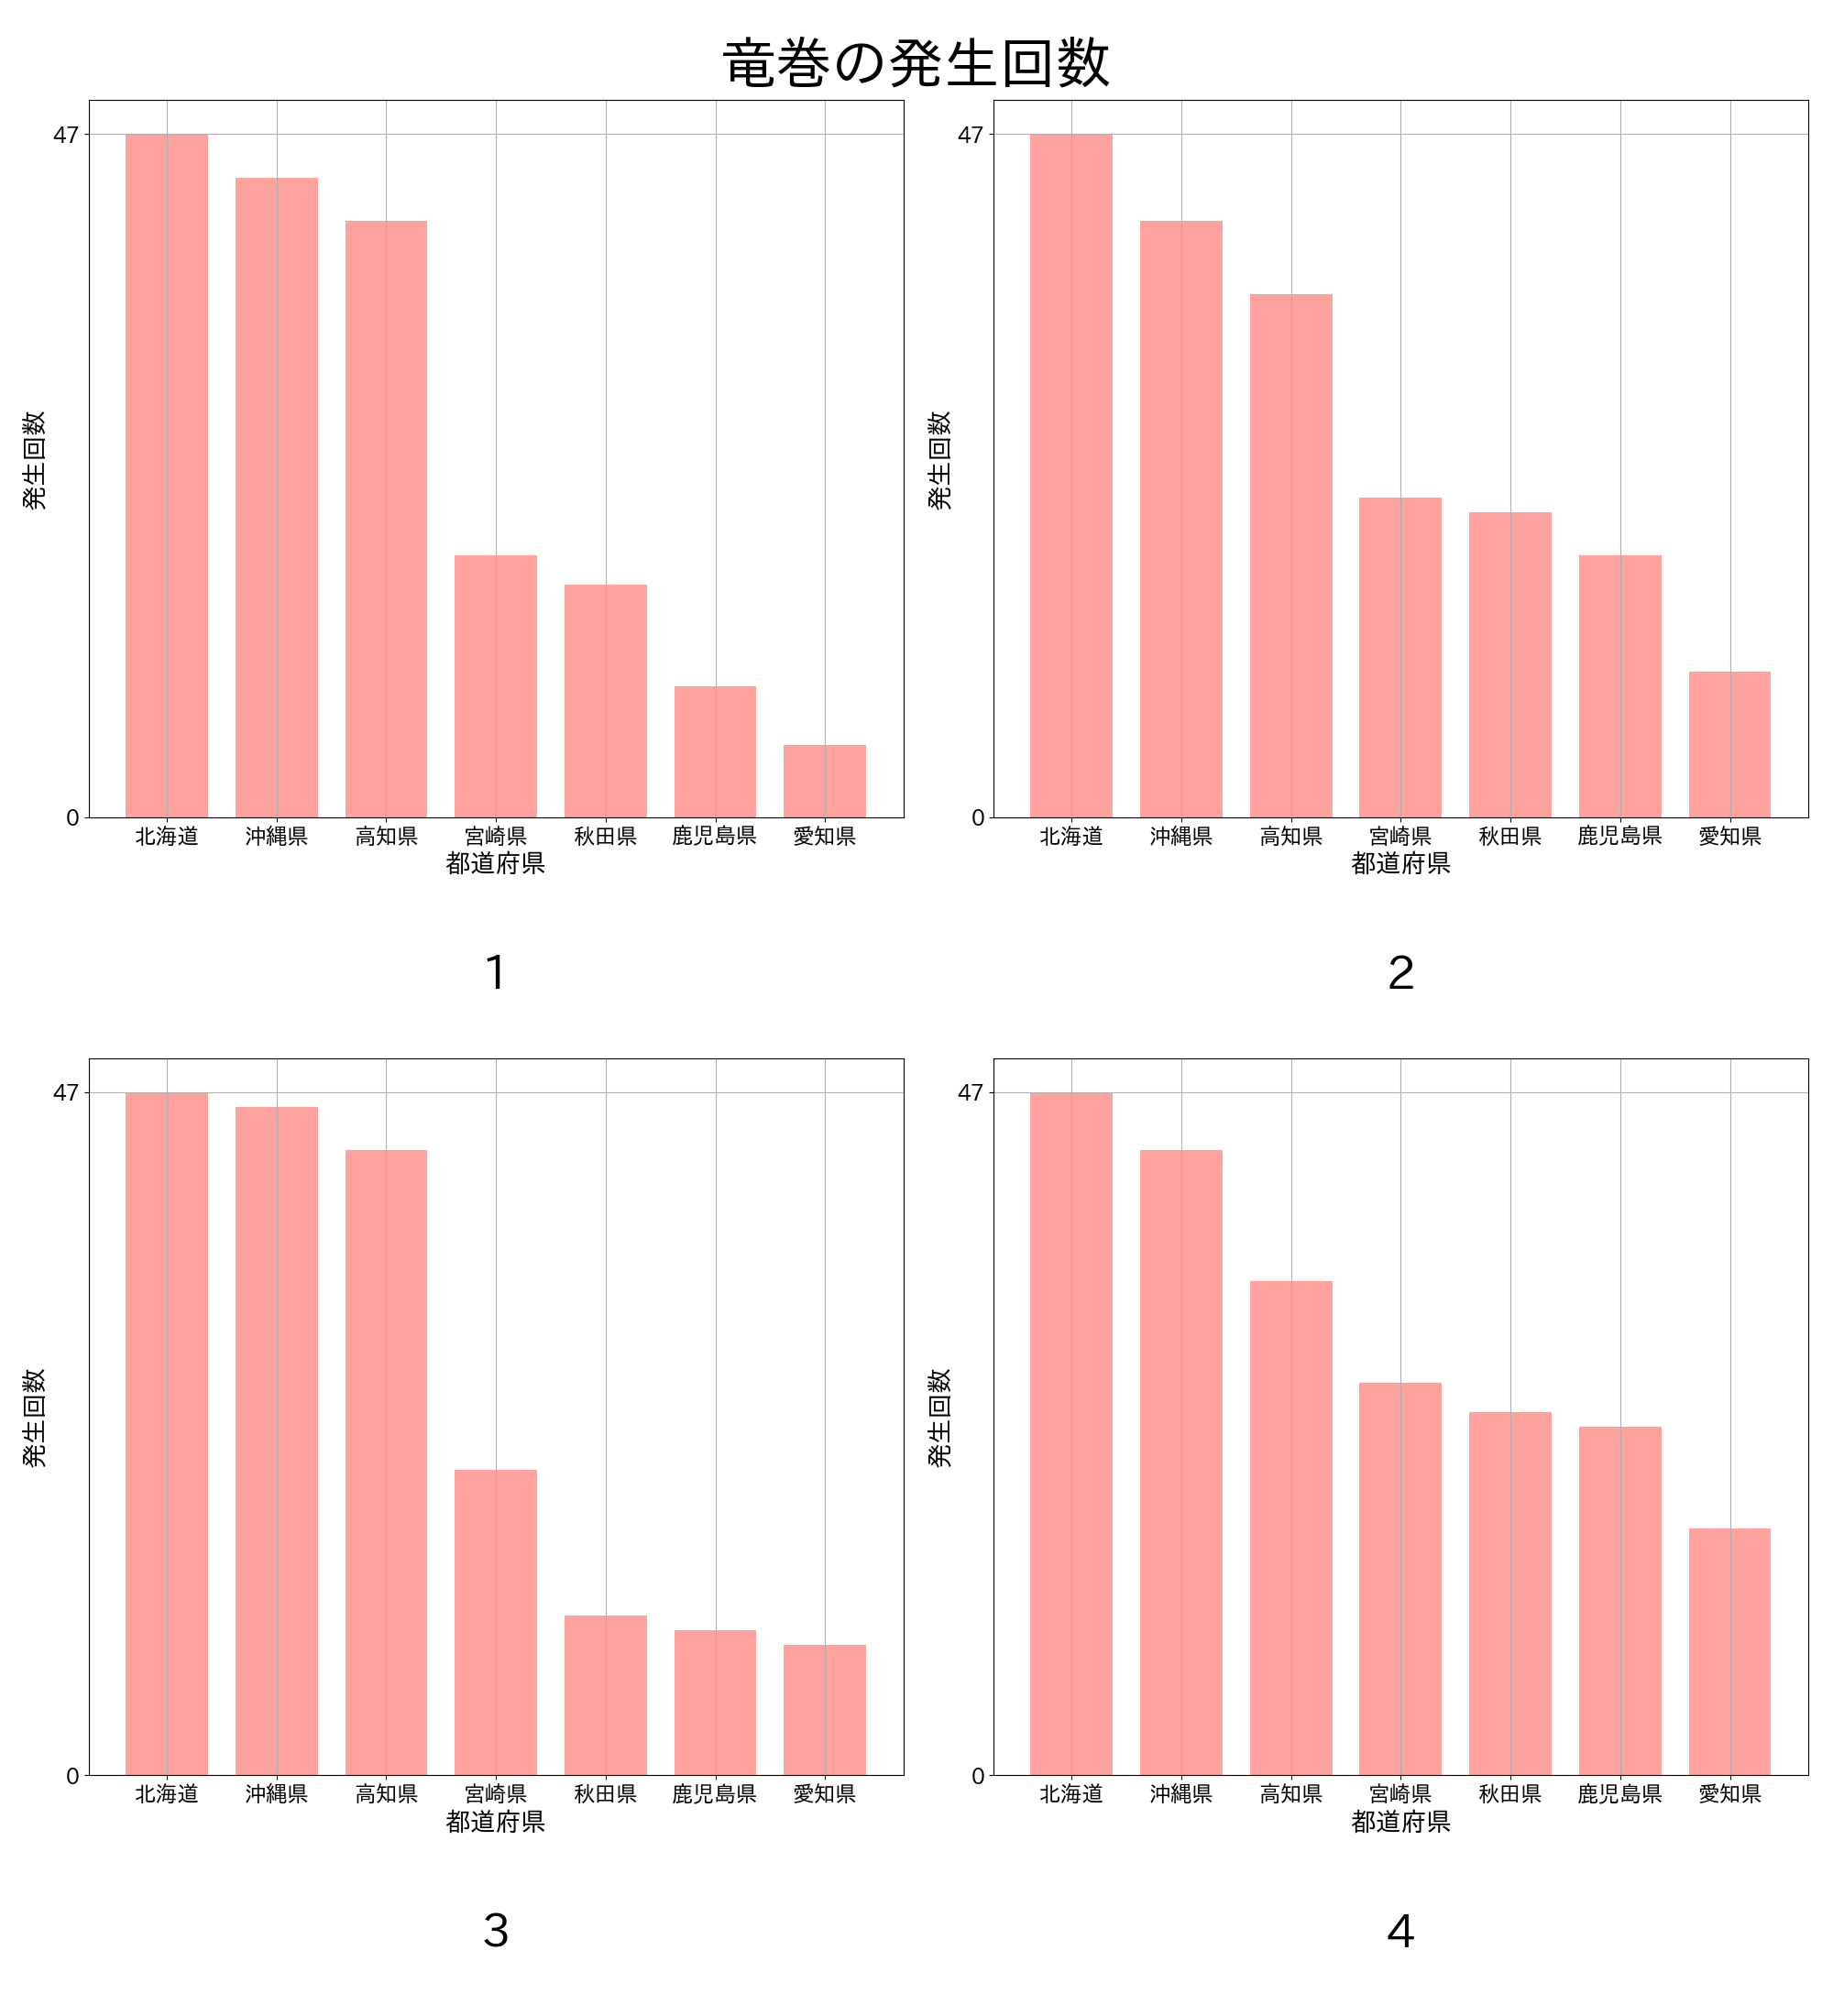 竜巻の発生回数
47
0
発生回数
北海道 沖縄県 高知県 宮崎県 秋田県 鹿児島県 愛知県
都道府県
1
47
0
発生回数
北海道 沖縄県 高知県 宮崎県 秋田県 鹿児島県 愛知県
都道府県
2
47
0
発生回数
北海道 沖縄県 高知県 宮崎県 秋田県 鹿児島県 愛知県
都道府県
3
47
0
発生回数
北海道 沖縄県 高知県 宮崎県 秋田県 鹿児島県 愛知県
都道府県
4